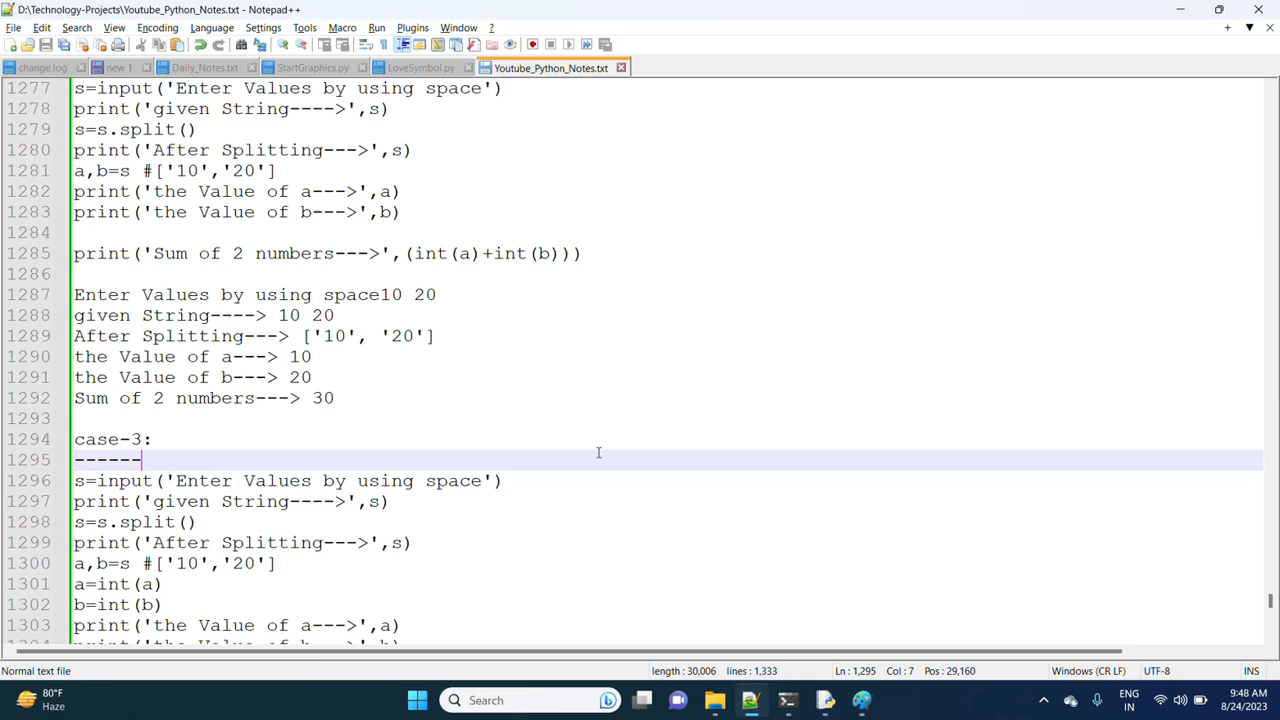 D:\Technology-Projects\Youtube_Python_Notes.txt - Notepad++
File Edit Search View Encoding Language Settings Tools Macro Run Plugins Window ?
change.log new 1 Daily_Notes.txt StartGraphics.py LoveSymbol.py Youtube_Python_Notes.txt
1277 s=input('Enter Values by using space')
1278 print('given String---->',s)
1279 s=s.split()
1280 print('After Splitting--->',s)
1281 a,b=s #['10','20']
1282 print('the Value of a--->',a)
1283 print('the Value of b--->',b)
1284
1285 print('Sum of 2 numbers--->',(int(a)+int(b)))
1286
1287 Enter Values by using space10 20
1288 given String----> 10 20
1289 After Splitting---> ['10', '20']
1290 the Value of a---> 10
1291 the Value of b---> 20
1292 Sum of 2 numbers---> 30
1293
1294 case-3:
1295 ------
1296 s=input('Enter Values by using space')
1297 print('given String---->',s)
1298 s=s.split()
1299 print('After Splitting--->',s)
1300 a,b=s #['10','20']
1301 a=int(a)
1302 b=int(b)
1303 print('the Value of a--->',a)
1304 print('the Value of b--->',b)
Normal text file length : 30,006 lines : 1,333 Ln : 1,295 Col : 7 Pos : 29,160 Windows (CR LF) UTF-8 INS
80°F
Haze
Search
ENG
IN
9:48 AM
8/24/2023